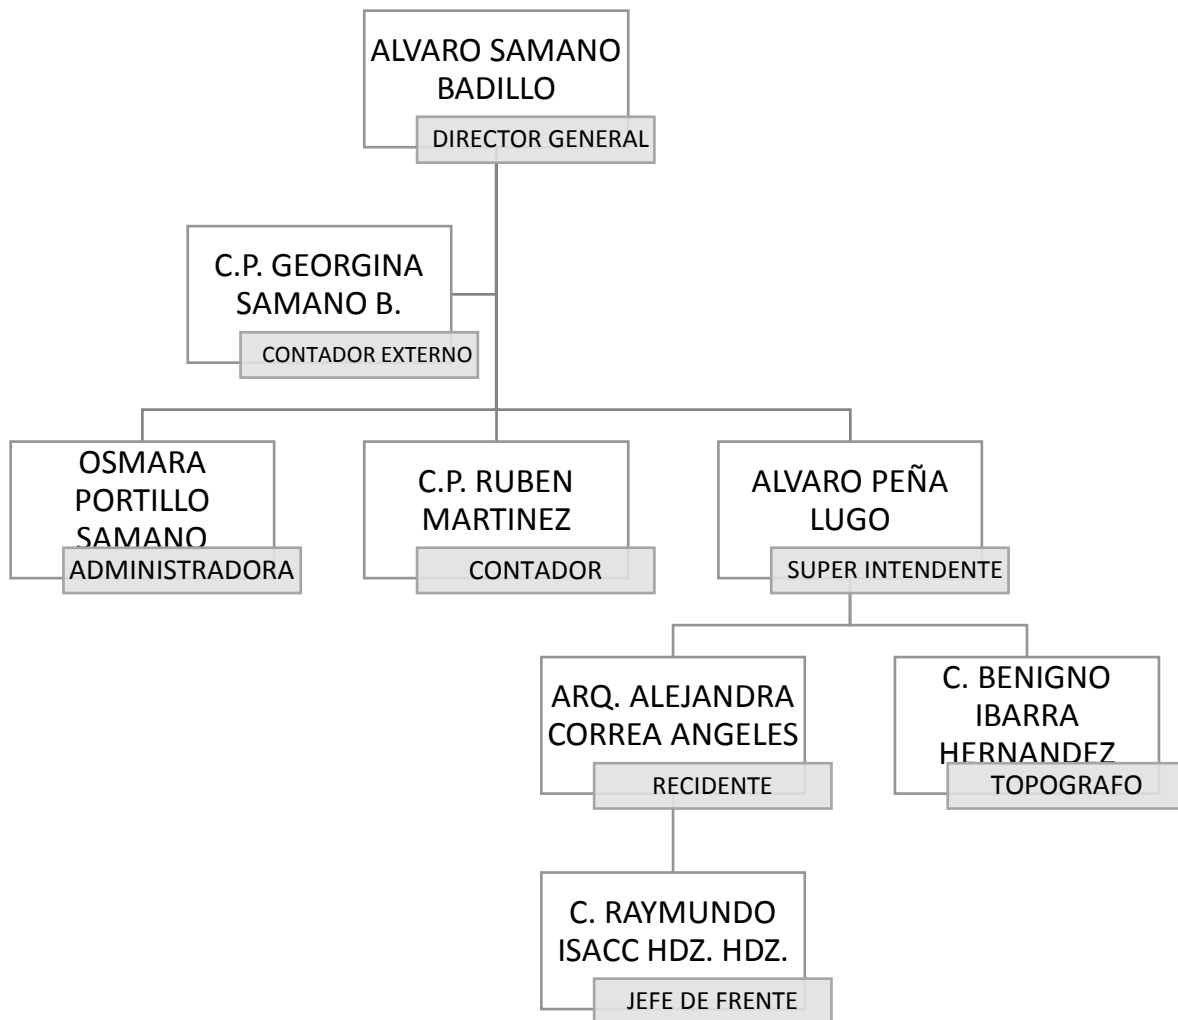 ALVARO SAMANO
BADILLO
DIRECTOR GENERAL
C.P. GEORGINA
SAMANO B.
CONTADOR EXTERNO
OSMARA
PORTILLO
SAMANO
ADMINISTRADORA
C.P. RUBEN
MARTINEZ
CONTADOR
ALVARO PEÑA
LUGO
SUPER INTENDENTE
ARQ. ALEJANDRA
CORREA ANGELES
RECIDENTE
C. BENIGNO
IBARRA
HERNANDEZ
TOPOGRAFO
C. RAYMUNDO
ISACC HDZ. HDZ.
JEFE DE FRENTE